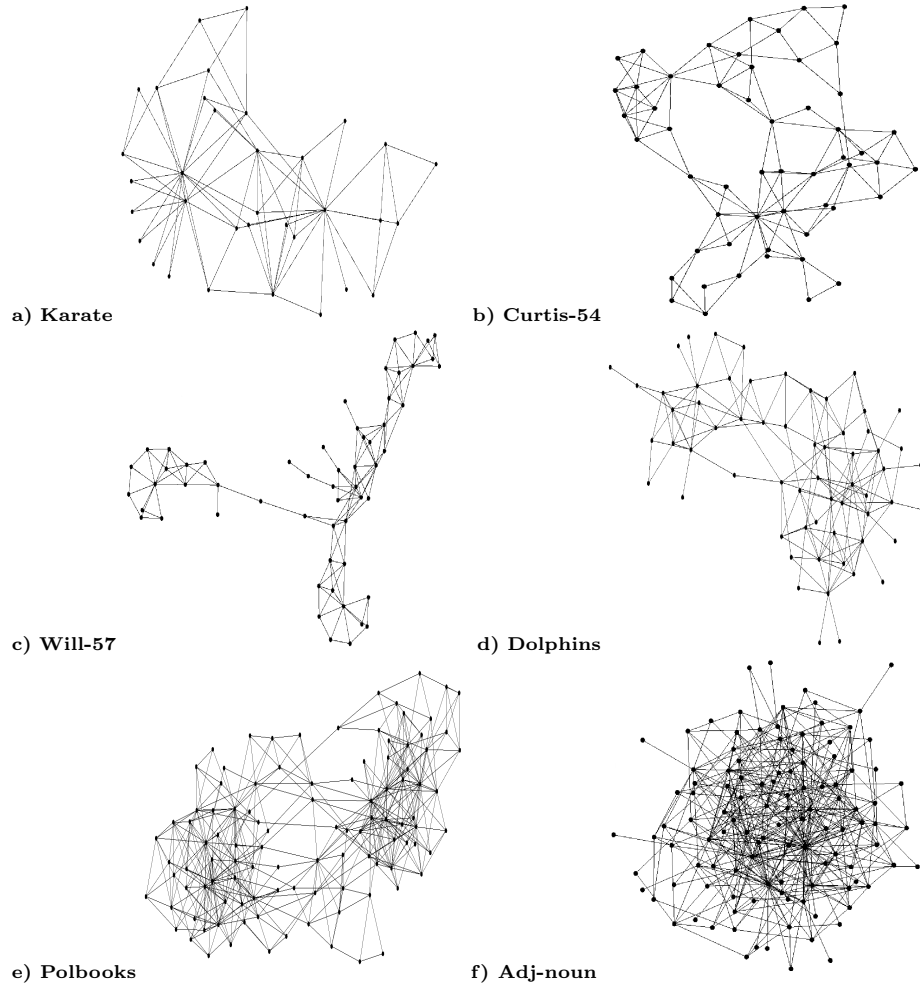 a) Karate
b) Curtis-54
c) Will-57
d) Dolphins
e) Polbooks
f) Adj-noun